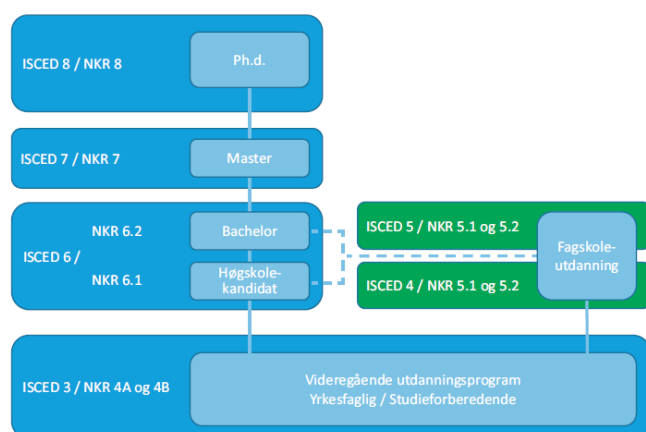 ISCED 8 / NKR 8
Ph.d.
ISCED 7 / NKR 7
Master
NKR 6.2
Bachelor
ISCED 6 /
NKR 6.1
Høgskole-
kandidat
ISCED 5 / NKR 5.1 og 5.2
Fagskole-
utdanning
ISCED 4 / NKR 5.1 og 5.2
ISCED 3 / NKR 4A og 4B
Videregående utdanningsprogram
Yrkesfaglig / Studieforberedende